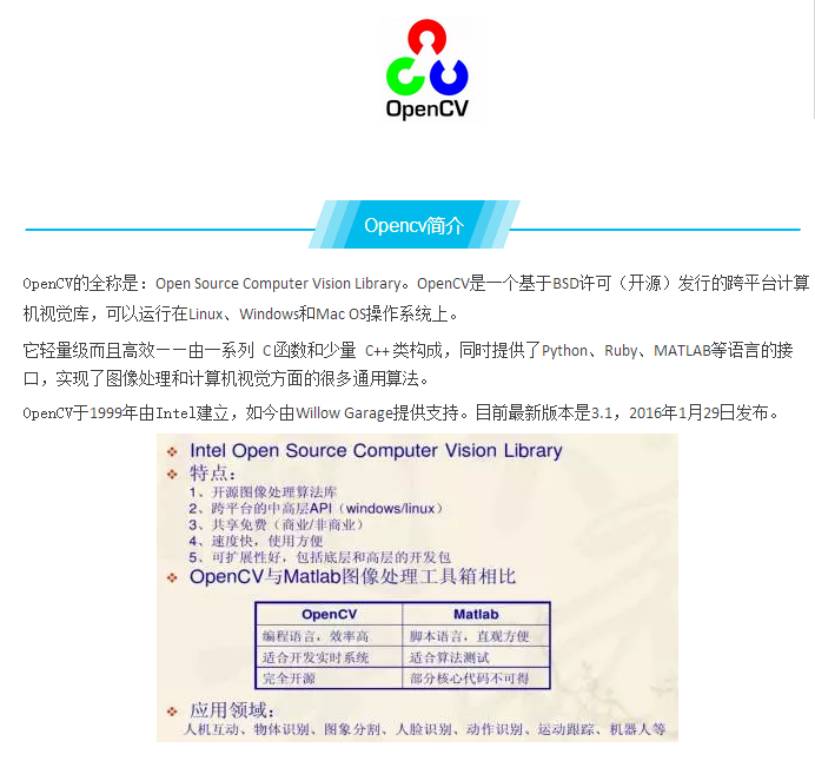 OpenCV
Opencv简介
OpenCV的全称是：Open Source Computer Vision Library。OpenCV是一个基于BSD许可（开源）发行的跨平台计算
机视觉库，可以运行在Linux、Windows和Mac OS操作系统上。
它轻量级而且高效——由一系列 C函数和少量 C++ 类构成，同时提供了Python、Ruby、MATLAB等语言的接
口，实现了图像处理和计算机视觉方面的很多通用算法。
OpenCV于1999年由Intel建立，如今由Willow Garage提供支持。目前最新版本是3.1，2016年1月29日发布。
Intel Open Source Computer Vision Library
特点：
1、开源图像处理算法库
2、跨平台的中高层API（windows/linux）
3、共享免费（商业/非商业）
4、速度快，使用方便
5、可扩展性好，包括底层和高层的开发包
OpenCV与Matlab图像处理工具箱相比
OpenCV Matlab
编程语言，效率高 脚本语言，直观方便
适合开发实时系统 适合算法测试
完全开源 部分核心代码不可得
应用领域：
人机互动、物体识别、图象分割、人脸识别、动作识别、运动跟踪、机器人等